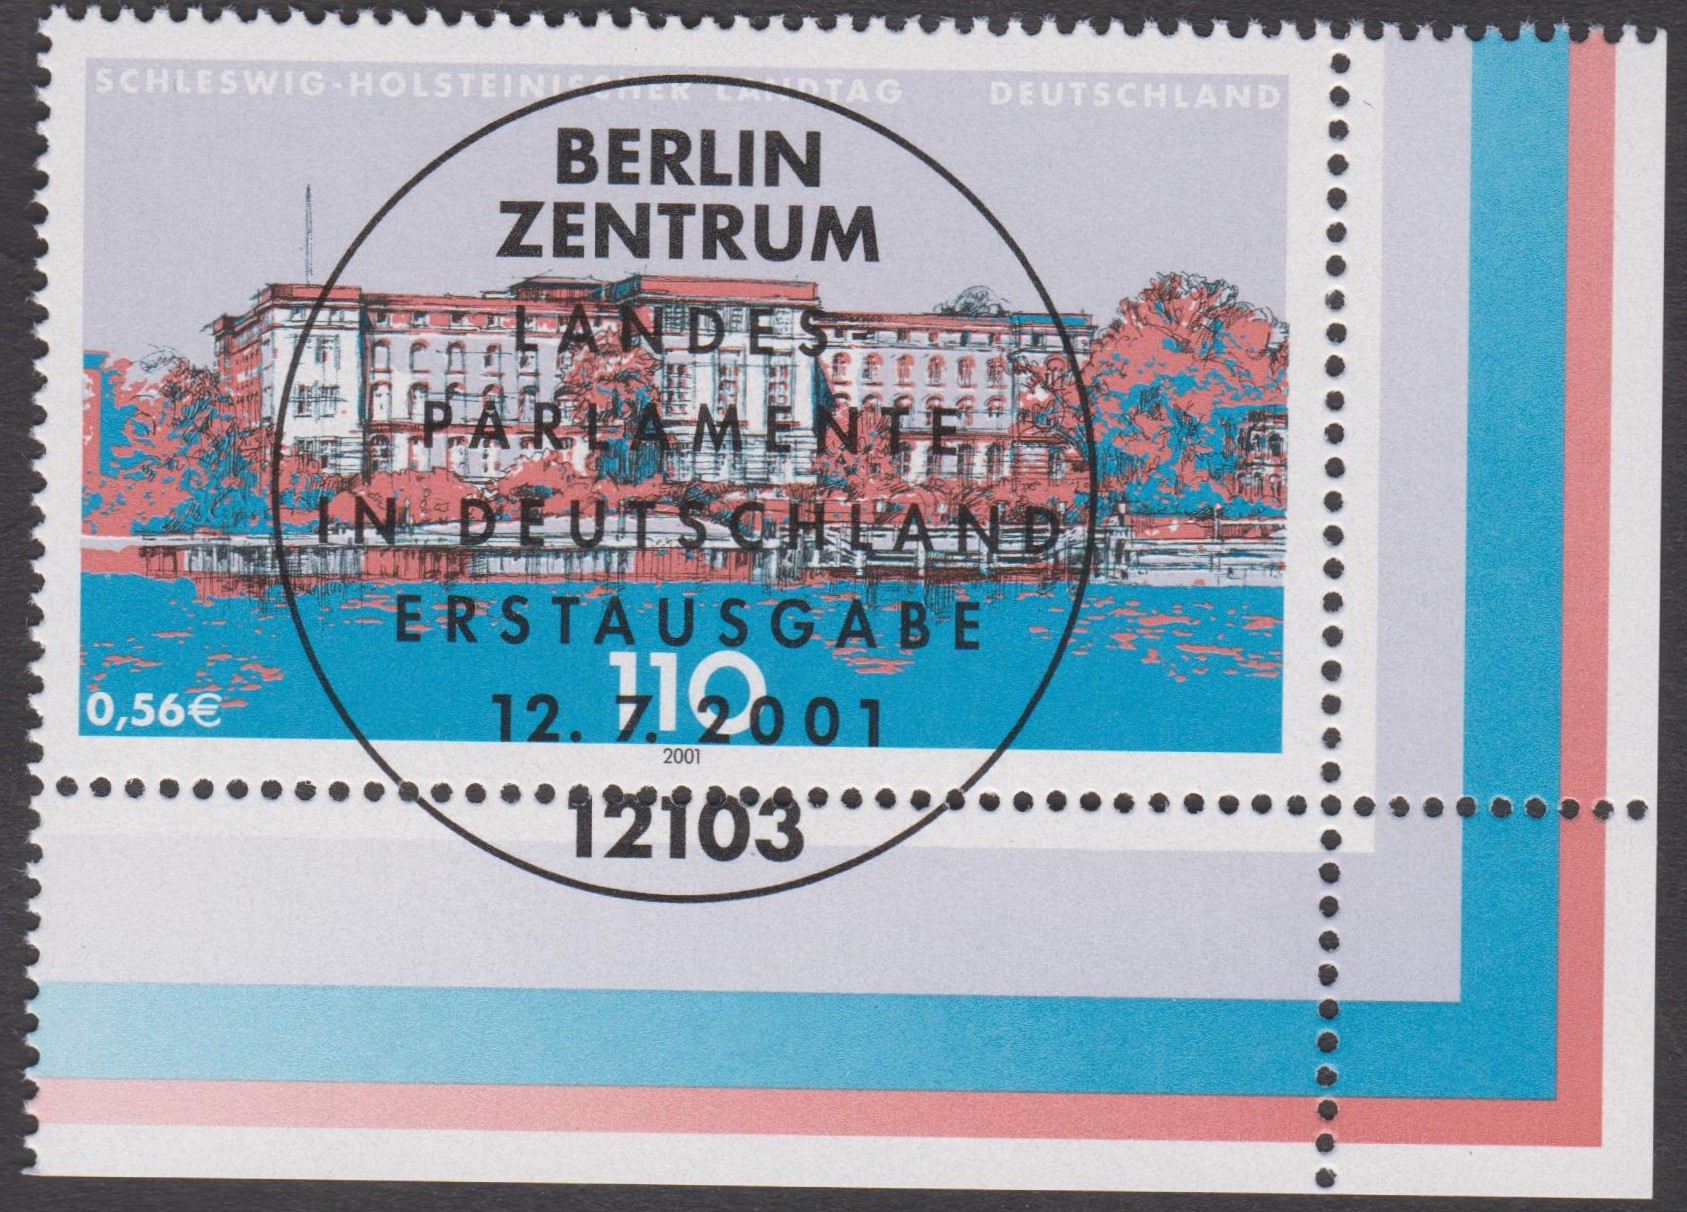 SCHLESWIG-HOLSTEINISCHER LANDTAG DEUTSCHLAND
BERLIN
ZENTRUM
LANDES
PARLAMENTE
IN DEUTSCHLAND
ERSTAUSGABE
110
0,56€
12. 7. 2001
2001
12103